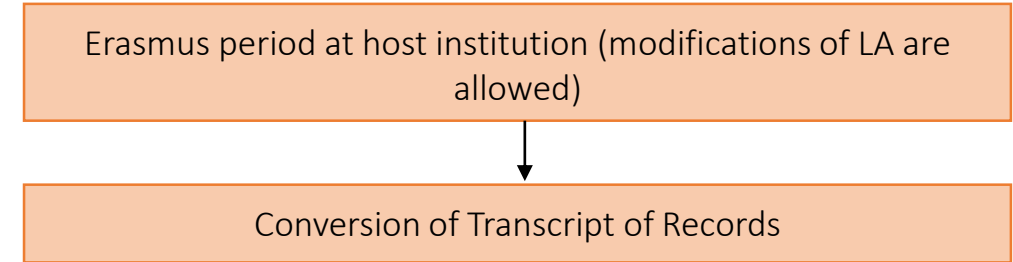 Erasmus period at host institution (modifications of LA are
allowed)
Conversion of Transcript of Records